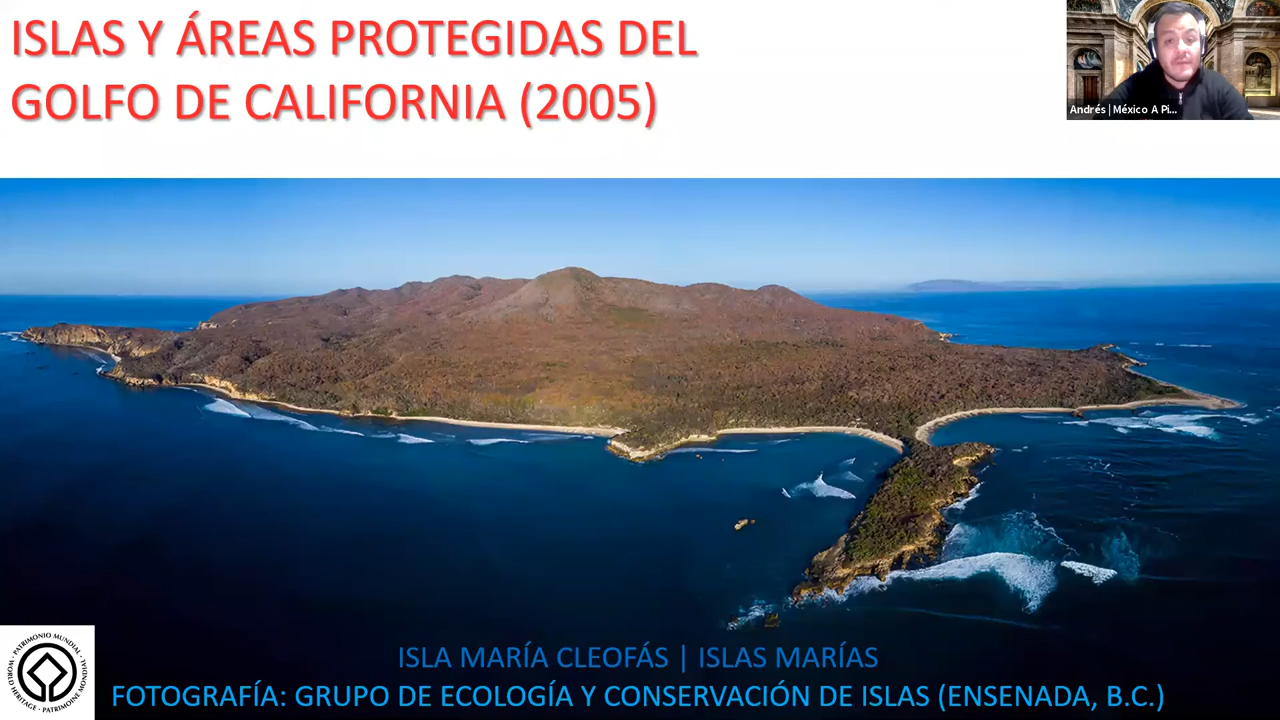 ISLAS Y ÁREAS PROTEGIDAS DEL
GOLFO DE CALIFORNIA (2005)
Andrés | México A Pi...
PATRIMONIO MUNDIAL
WORLD HERITAGE
PATRIMOINE MONDIAL
ISLA MARÍA CLEOFÁS | ISLAS MARÍAS
FOTOGRAFÍA: GRUPO DE ECOLOGÍA Y CONSERVACIÓN DE ISLAS (ENSENADA, B.C.)